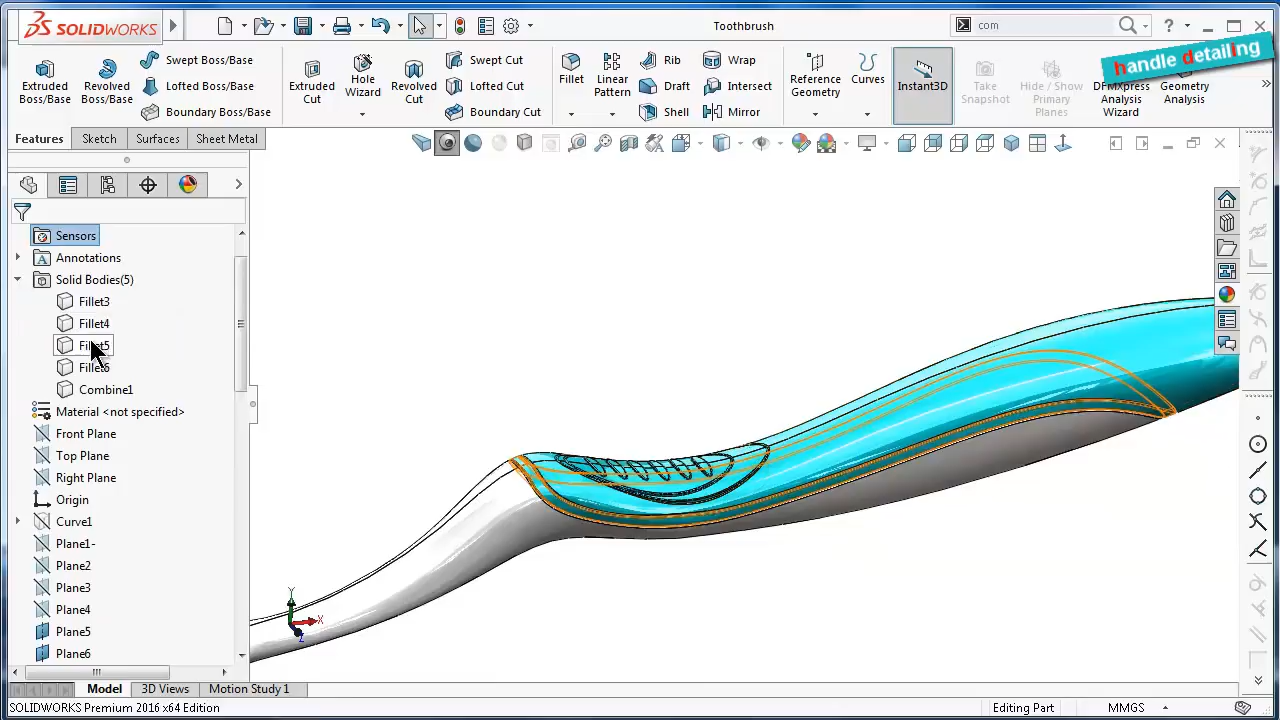 SOLIDWORKS
Toothbrush
com
handle detailing
Extruded Boss/Base
Revolved Boss/Base
Swept Boss/Base
Lofted Boss/Base
Boundary Boss/Base
Extruded Cut
Hole Wizard
Revolved Cut
Swept Cut
Lofted Cut
Boundary Cut
Fillet
Linear Pattern
Rib
Draft
Shell
Wrap
Intersect
Mirror
Reference Geometry
Curves
Instant3D
Take Snapshot
Hide / Show Primary Planes
DFMXpress Analysis Wizard
Geometry Analysis
Features
Sketch
Surfaces
Sheet Metal
Sensors
Annotations
Solid Bodies(5)
Fillet3
Fillet4
Fillet5
Combine1
Material <not specified>
Front Plane
Top Plane
Right Plane
Origin
Curve1
Plane1-
Plane2
Plane3
Plane4
Plane5
Plane6
Y
X
Z
Model
3D Views
Motion Study 1
SOLIDWORKS Premium 2016 x64 Edition
Editing Part
MMGS